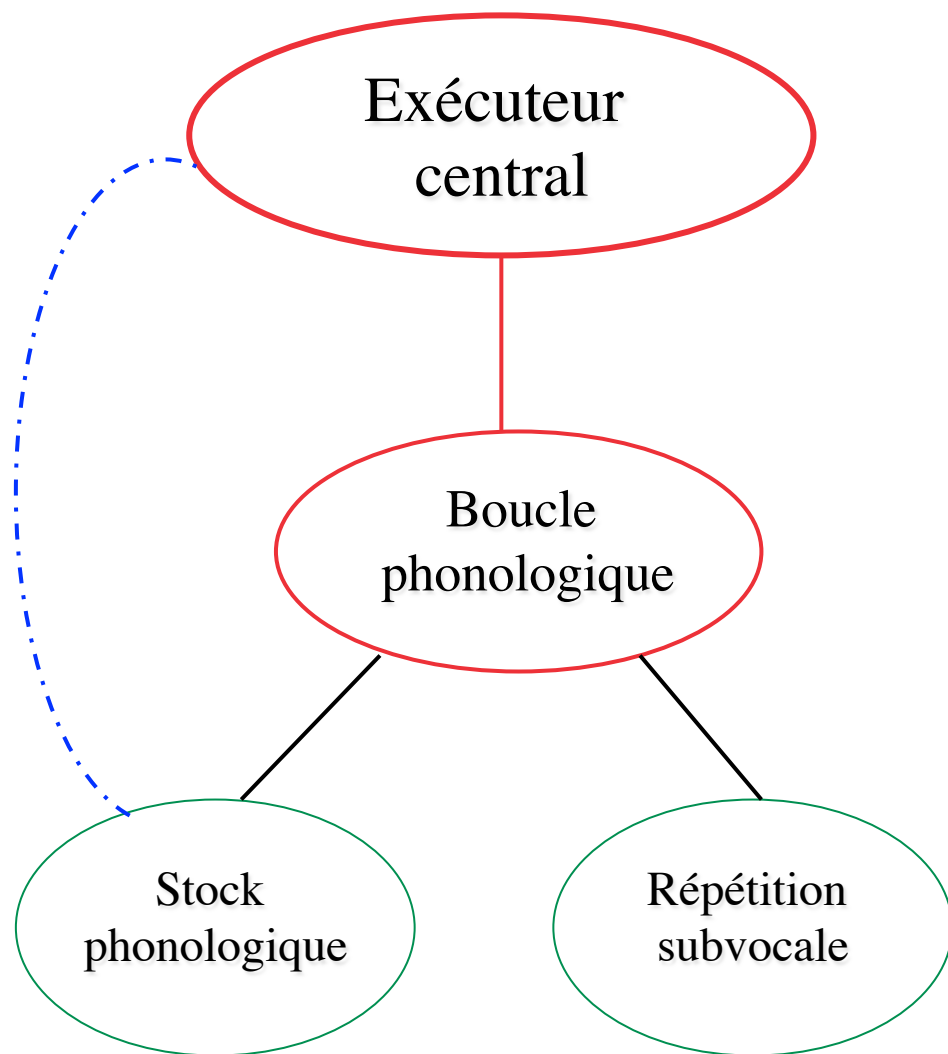 Exécuteur
central
Boucle
phonologique
Stock
phonologique
Répétition
subvocale